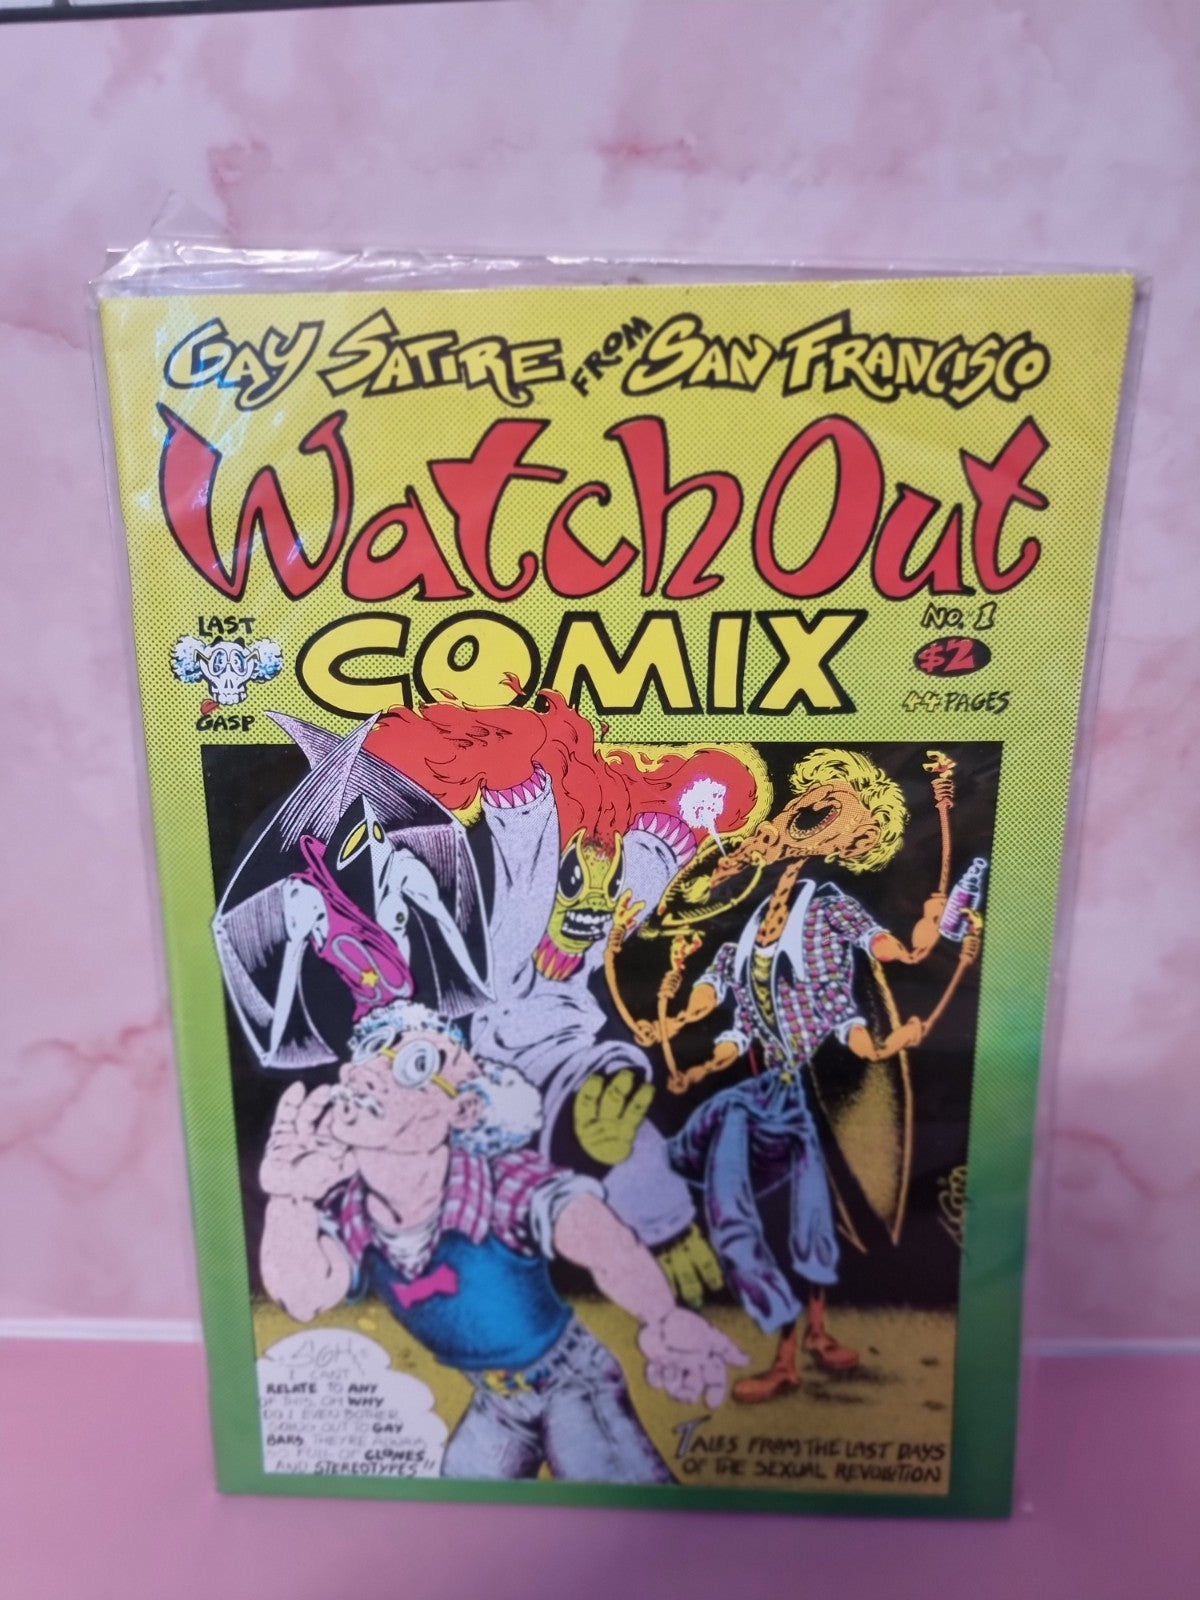 GAY SATIRE FROM SAN FRANCISCO
WatchOut
COMIX
LAST
GASP
NO. 1
$2
44 PAGES
SIGH
I CAN'T
RELATE TO ANY
OF THIS, OH WHY
DO I EVEN BOTHER
GOING OUT TO GAY
BARS, THEY'RE ALWAYS
FULL OF CLONES
AND STEREOTYPES"
TALES FROM THE LAST DAYS
OF THE SEXUAL REVOLUTION